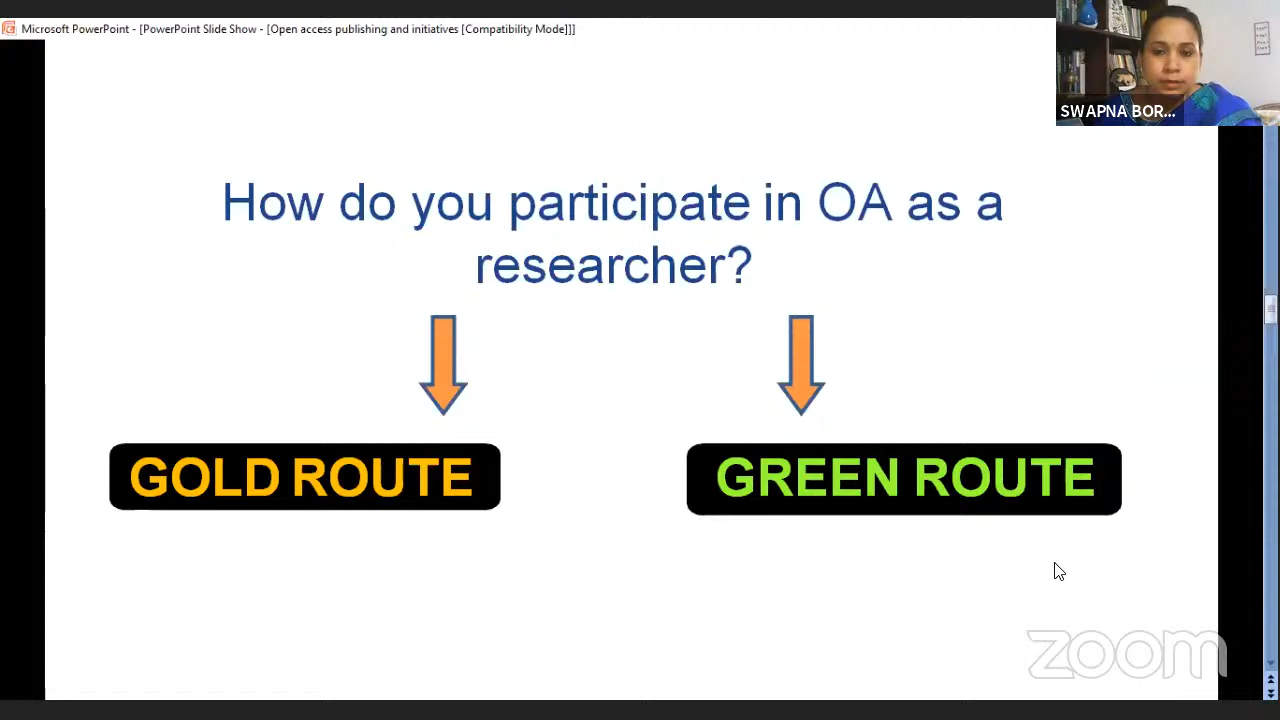 Microsoft PowerPoint - [PowerPoint Slide Show - [Open access publishing and initiatives [Compatibility Mode]]]
SWAPNA BOR...
How do you participate in OA as a
researcher?
GOLD ROUTE
GREEN ROUTE
zoom